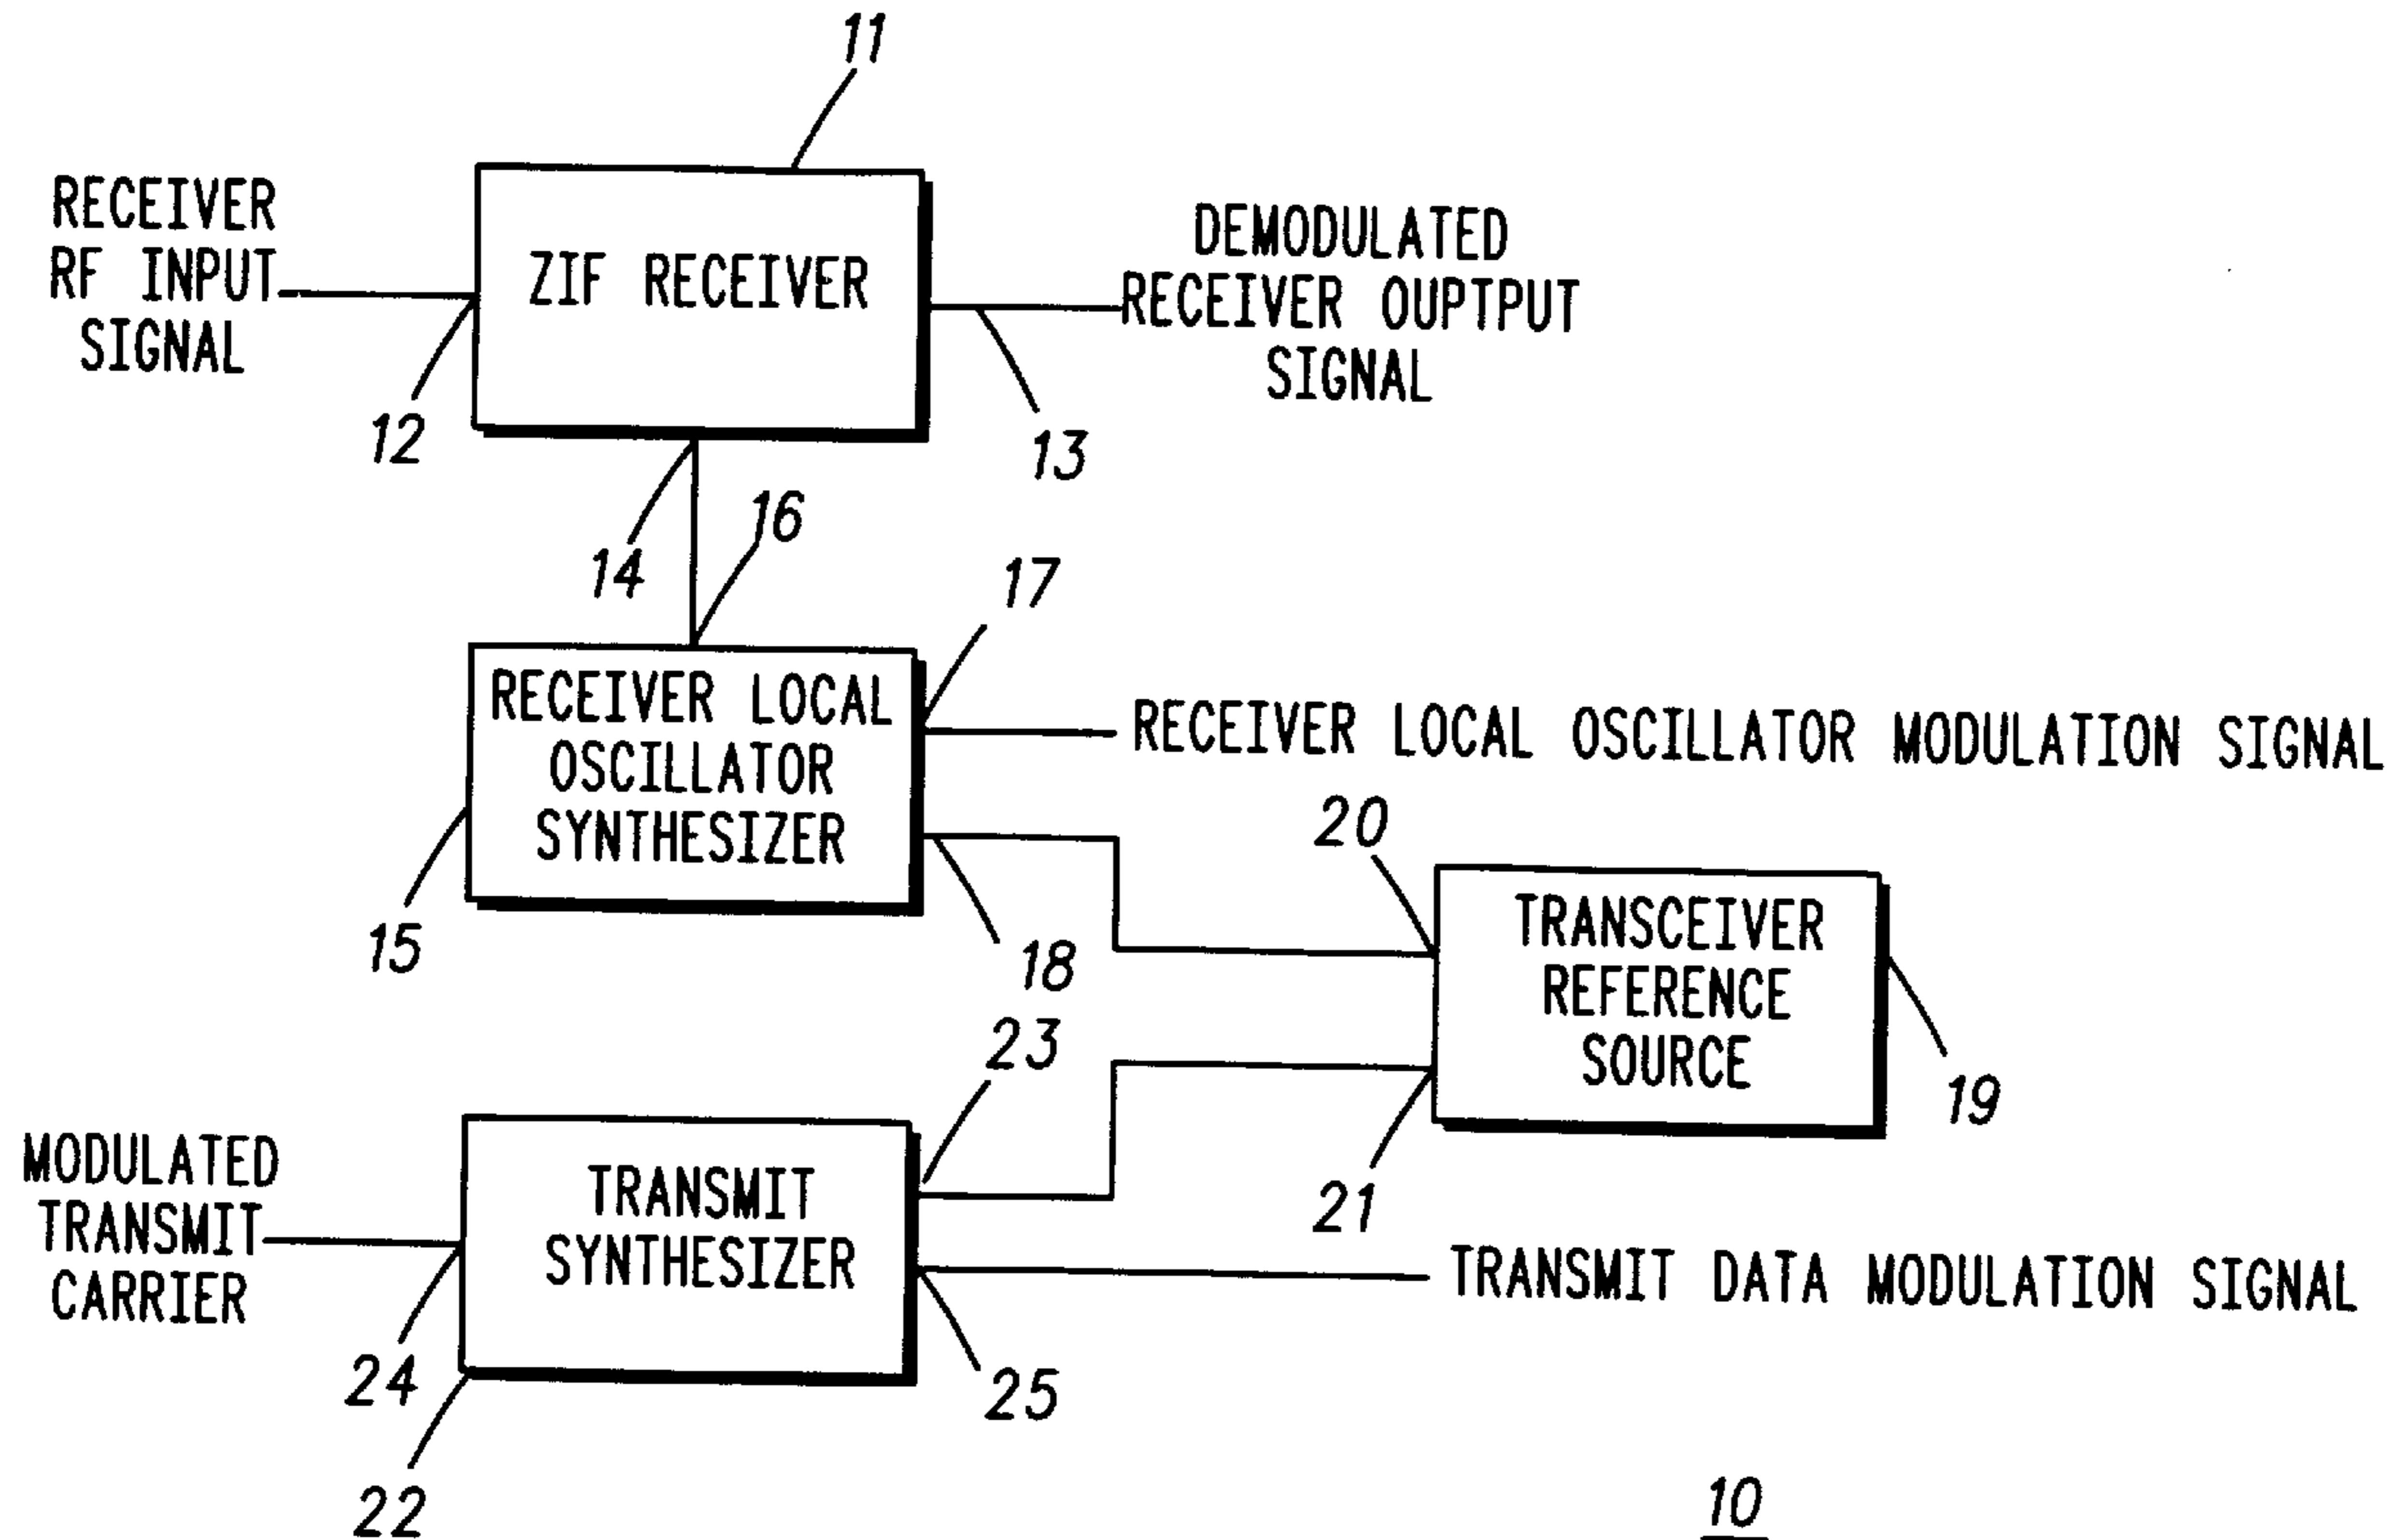 11
RECEIVER
RF INPUT
SIGNAL
ZIF RECEIVER
DEMODULATED
RECEIVER OUPTPUT
SIGNAL
12
13
14
16
17
RECEIVER LOCAL
OSCILLATOR
SYNTHESIZER
RECEIVER LOCAL OSCILLATOR MODULATION SIGNAL
15
18
20
TRANSCEIVER
REFERENCE
SOURCE
19
21
23
MODULATED
TRANSMIT
CARRIER
TRANSMIT
SYNTHESIZER
TRANSMIT DATA MODULATION SIGNAL
24
25
22
10